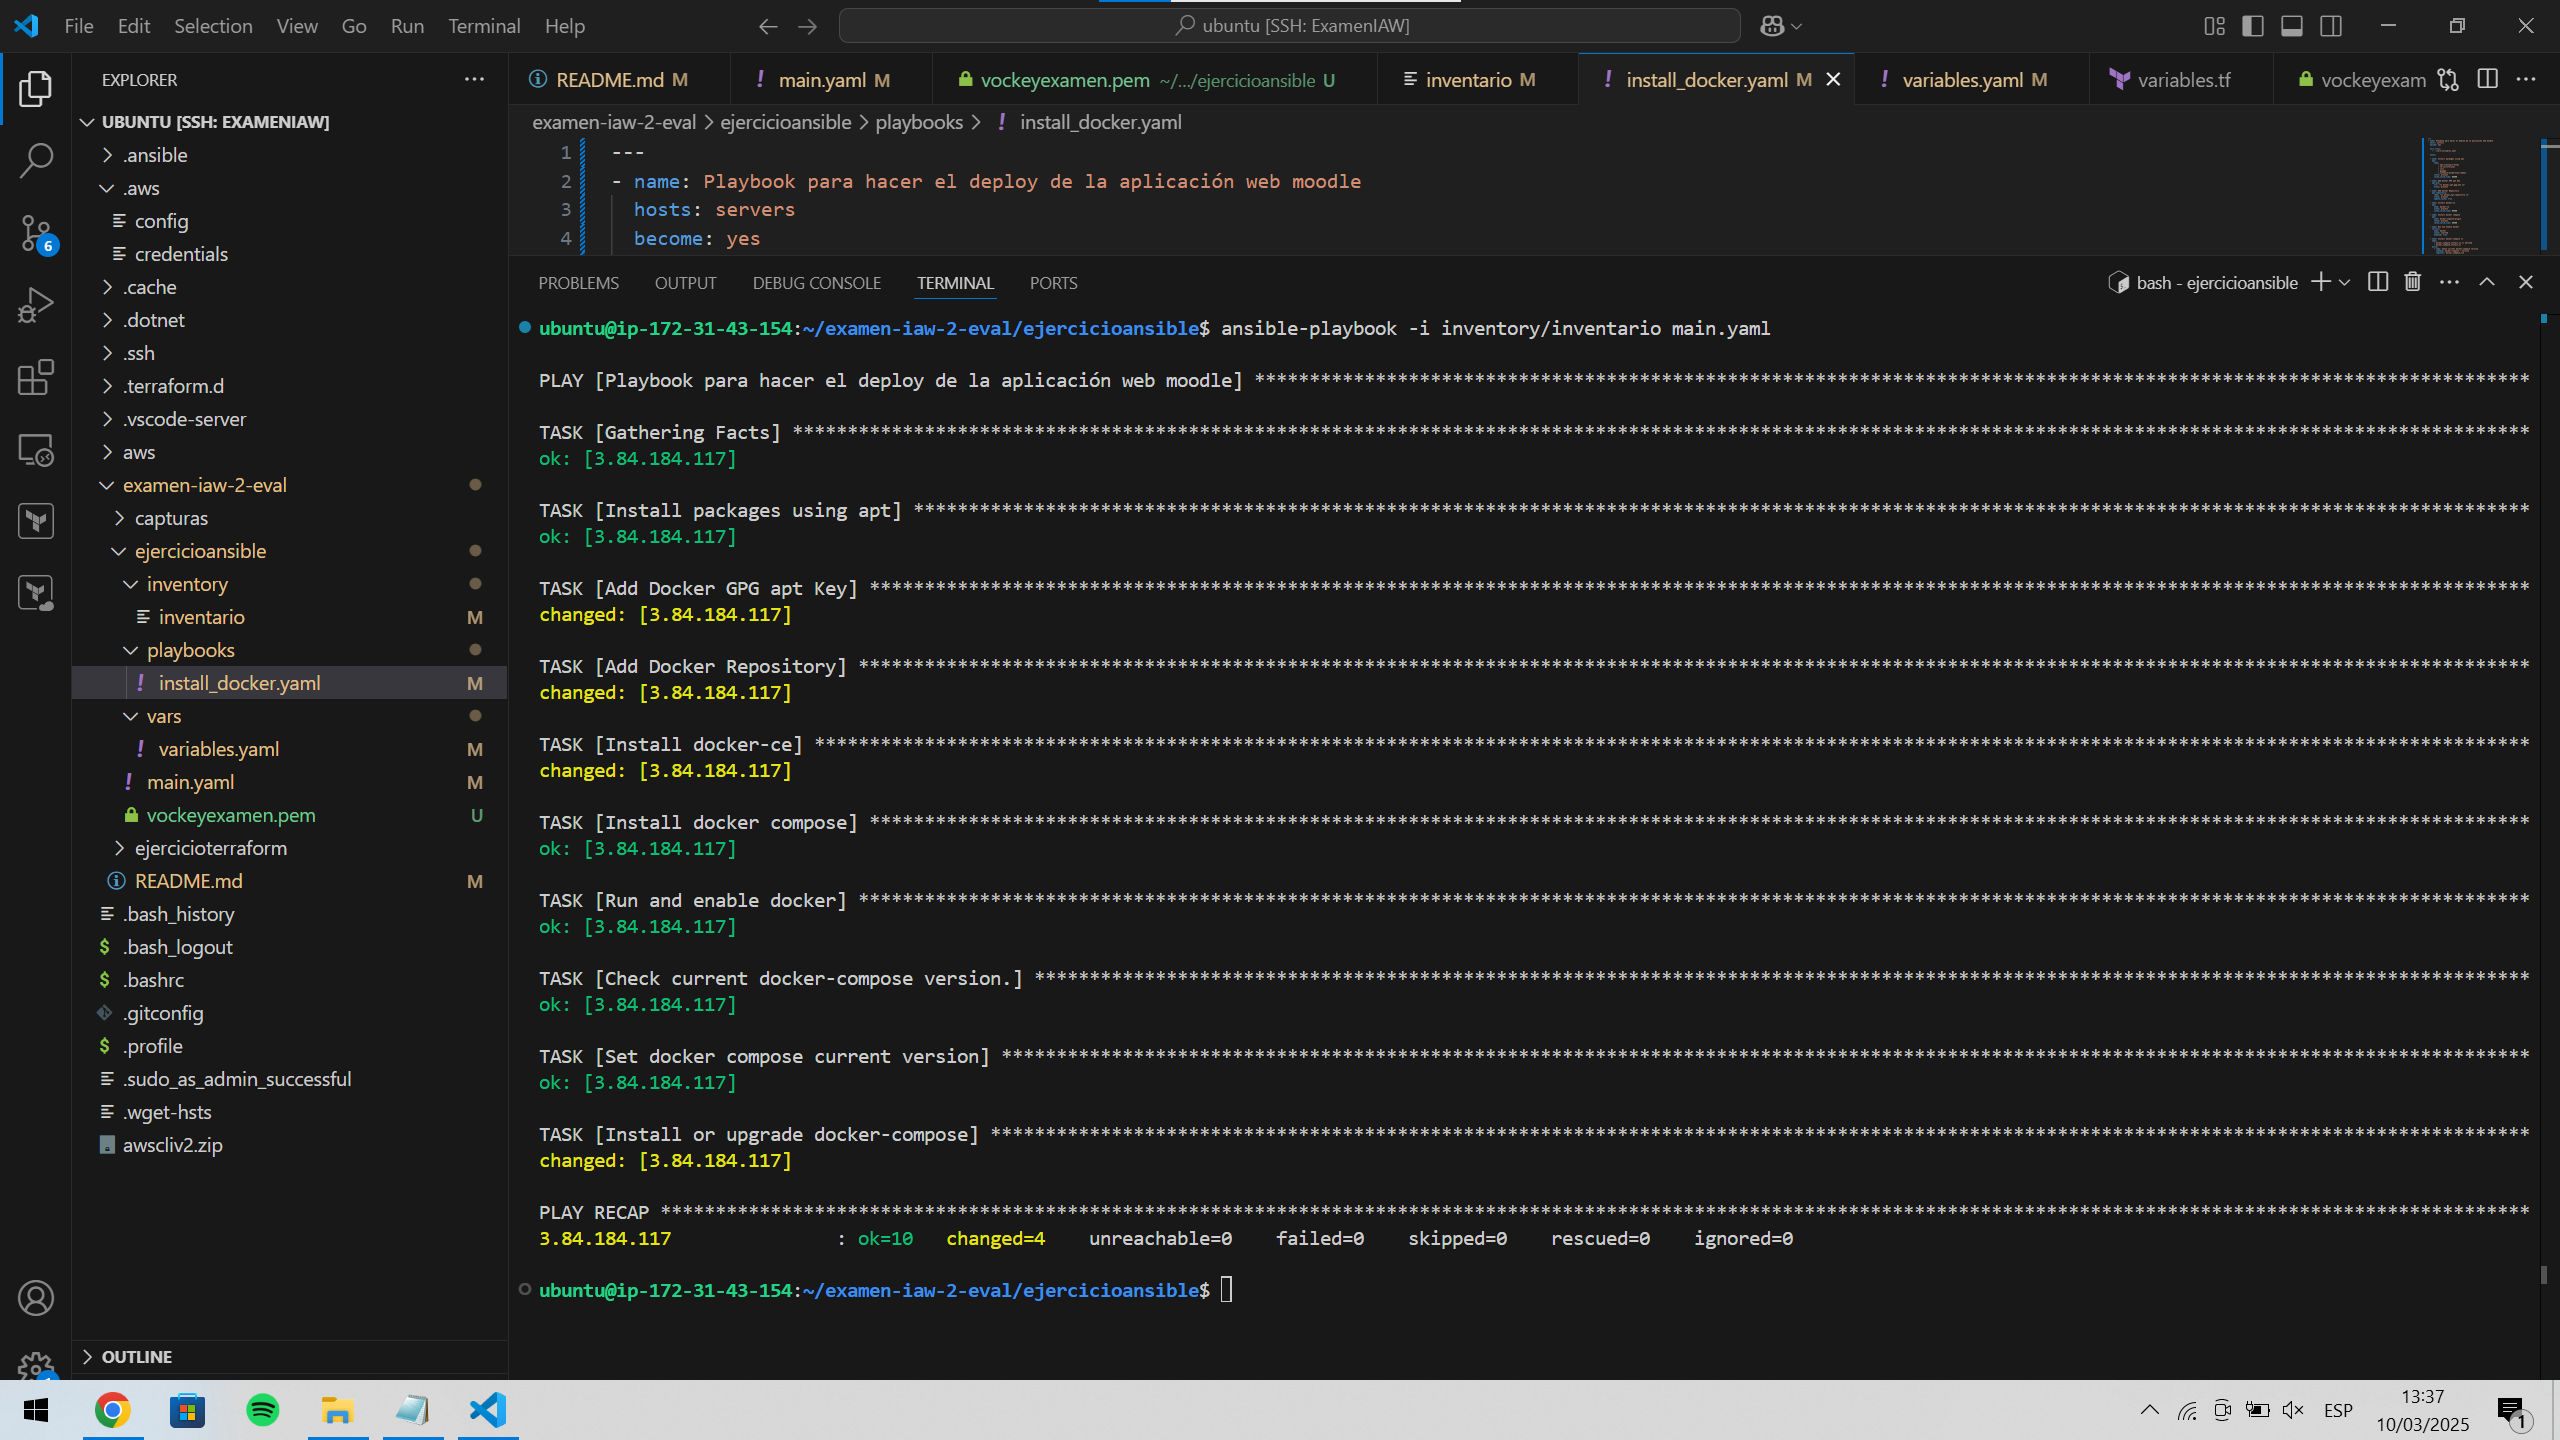 File Edit Selection View Go Run Terminal Help
ubuntu [SSH: ExamenIAW]
EXPLORER
UBUNTU [SSH: EXAMENIAW]
.ansible
.aws
config
credentials
.cache
.dotnet
.ssh
.terraform.d
.vscode-server
aws
examen-iaw-2-eval
capturas
ejercicioansible
inventory
inventario M
playbooks
install_docker.yaml M
vars
variables.yaml M
main.yaml M
vockeyexamen.pem U
ejercicioterraform
README.md M
.bash_history
.bash_logout
.bashrc
.gitconfig
.profile
.sudo_as_admin_successful
.wget-hsts
awscliv2.zip
OUTLINE
6
README.md M
main.yaml M
vockeyexamen.pem ~/.../ejercicioansible U
inventario M
install_docker.yaml M
variables.yaml M
variables.tf
vockeyexam
examen-iaw-2-eval > ejercicioansible > playbooks > ! install_docker.yaml
1 ---
2 - name: Playbook para hacer el deploy de la aplicación web moodle
3 hosts: servers
4 become: yes
PROBLEMS OUTPUT DEBUG CONSOLE TERMINAL PORTS
bash - ejercicioansible
ubuntu@ip-172-31-43-154:~/examen-iaw-2-eval/ejercicioansible$ ansible-playbook -i inventory/inventario main.yaml
PLAY [Playbook para hacer el deploy de la aplicación web moodle] ***
TASK [Gathering Facts] ***
ok: [3.84.184.117]
TASK [Install packages using apt] ***
ok: [3.84.184.117]
TASK [Add Docker GPG apt Key] ***
changed: [3.84.184.117]
TASK [Add Docker Repository] ***
changed: [3.84.184.117]
TASK [Install docker-ce] ***
changed: [3.84.184.117]
TASK [Install docker compose] ***
ok: [3.84.184.117]
TASK [Run and enable docker] ***
ok: [3.84.184.117]
TASK [Check current docker-compose version.] ***
ok: [3.84.184.117]
TASK [Set docker compose current version] ***
ok: [3.84.184.117]
TASK [Install or upgrade docker-compose] ***
changed: [3.84.184.117]
PLAY RECAP ***
3.84.184.117 : ok=10 changed=4 unreachable=0 failed=0 skipped=0 rescued=0 ignored=0
ubuntu@ip-172-31-43-154:~/examen-iaw-2-eval/ejercicioansible$
ESP
13:37
10/03/2025
1